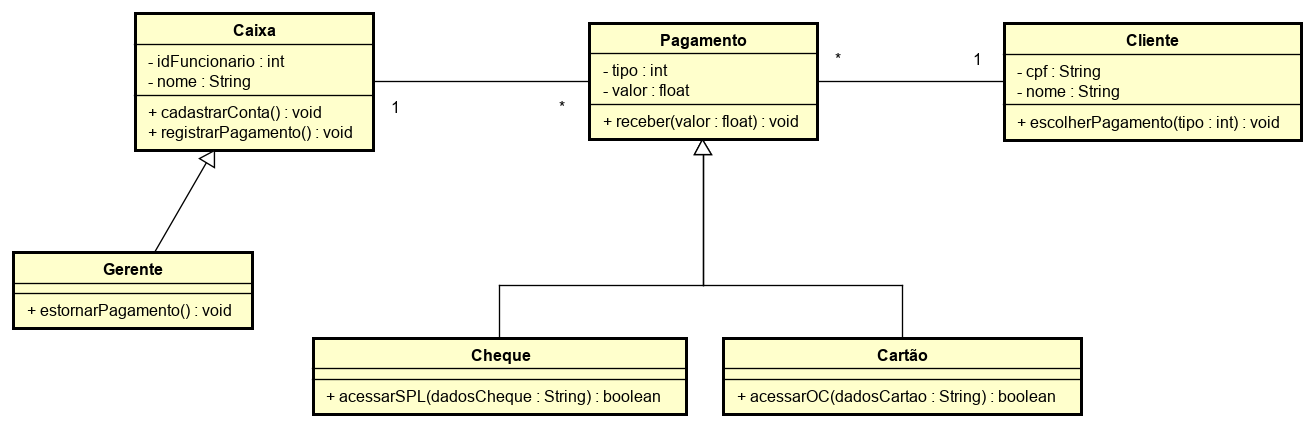 Caixa
- idFuncionario : int
- nome : String
+ cadastrarConta() : void
+ registrarPagamento() : void
1
*
Pagamento
- tipo : int
- valor : float
+ receber(valor : float) : void
*
1
Cliente
- cpf : String
- nome : String
+ escolherPagamento(tipo : int) : void
Gerente
+ estornarPagamento() : void
Cheque
+ acessarSPL(dadosCheque : String) : boolean
Cartão
+ acessarOC(dadosCartao : String) : boolean